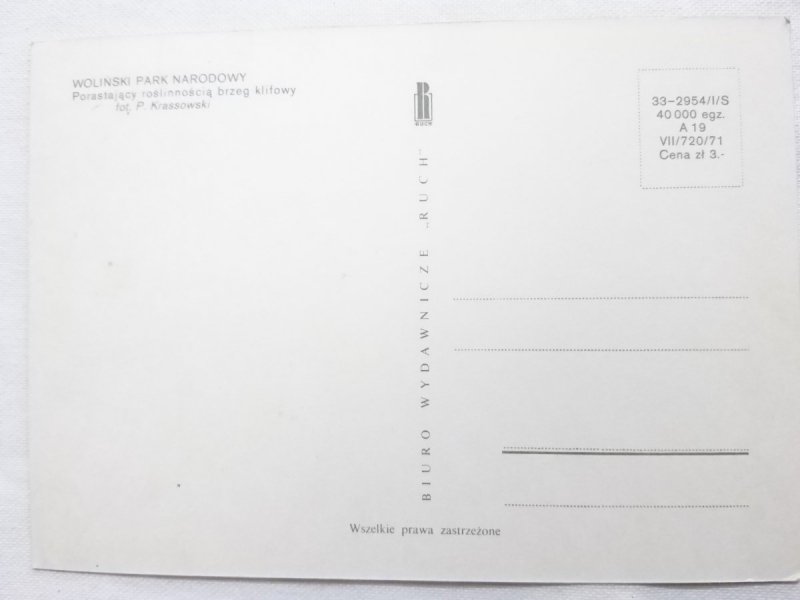 WOLINSKI PARK NARODOWY
Porastający roślinnością brzeg klifowy
fot. P. Krassowski
RUCH
BIURO WYDAWNICZE „RUCH”
33-2954/I/S
40 000 egz.
A 19
VII/720/71
Cena zł 3.-
Wszelkie prawa zastrzeżone